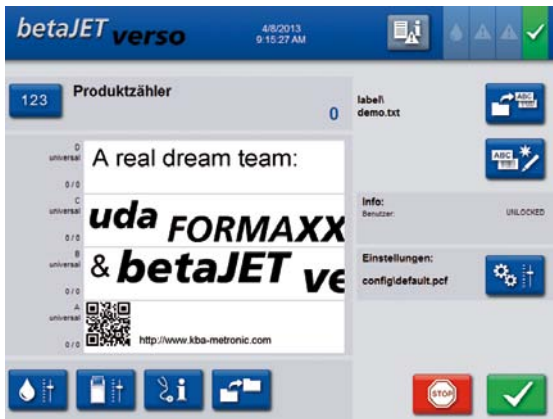 betaJET verso
4/8/2013
9:15:27 AM
123
Produktzähler
0
label\
demo.txt
ABC
D
universal
0 / 0
A real dream team:
ABC
C
universal
0 / 0
uda FORMAXX
Info:
Benutzer:
UNLOCKED
B
universal
0 / 0
& betaJET ve
Einstellungen:
config\default.pcf
A
universal
0 / 0
http://www.kba-metronic.com
STOP